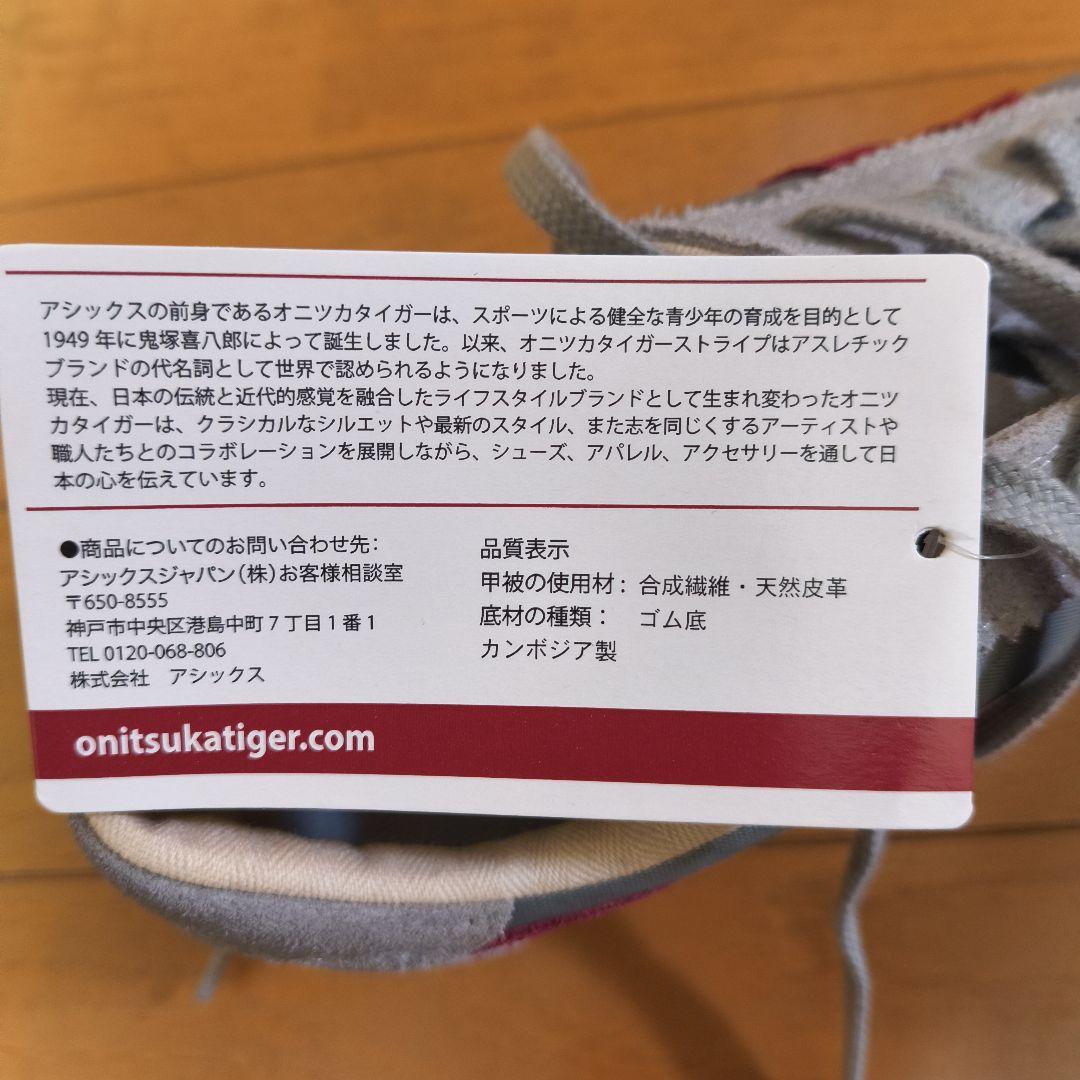 アシックスの前身であるオニツカタイガーは、スポーツによる健全な青少年の育成を目的として
1949 年に鬼塚喜八郎によって誕生しました。以来、オニツカタイガーストライプはアスレチック
ブランドの代名詞として世界で認められるようになりました。
現在、日本の伝統と近代的感覚を融合したライフスタイルブランドとして生まれ変わったオニツ
カタイガーは、クラシカルなシルエットや最新のスタイル、また志を同じくするアーティストや
職人たちとのコラボレーションを展開しながら、シューズ、アパレル、アクセサリーを通して日
本の心を伝えています。
●商品についてのお問い合わせ先：
アシックスジャパン（株）お客様相談室
〒650-8555
神戸市中央区港島中町７丁目１番１
TEL 0120-068-806
株式会社　アシックス
品質表示
甲被の使用材： 合成繊維・天然皮革
底材の種類： ゴム底
カンボジア製
onitsukatiger.com